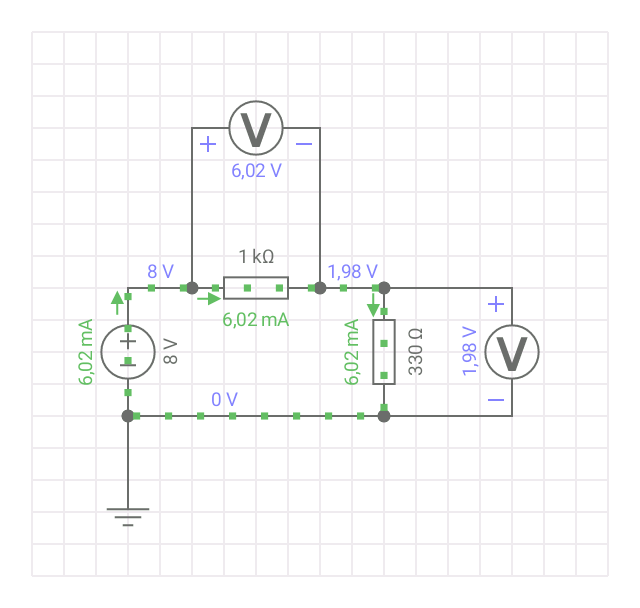 V
+ −
6,02 V
1 kΩ
8 V
1,98 V
6,02 mA
6,02 mA
8 V
6,02 mA
330 Ω
1,98 V
+
V
−
0 V